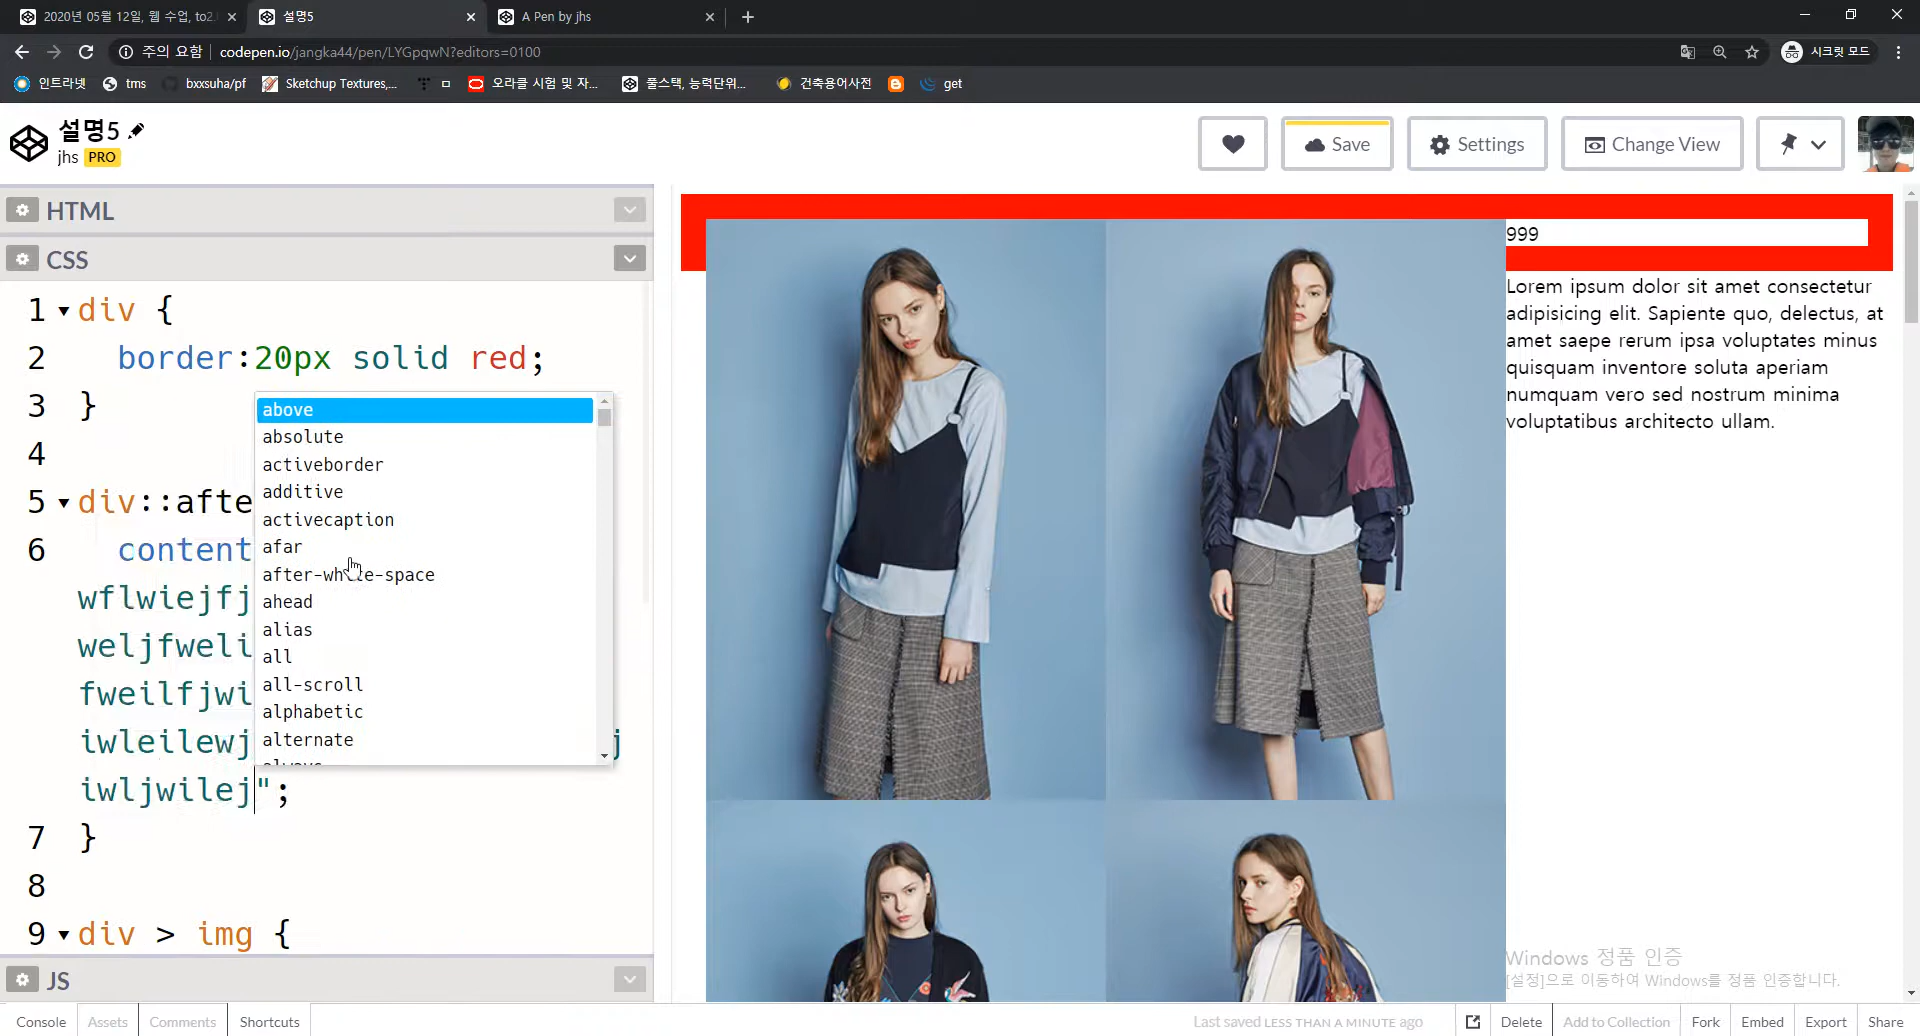 2020년 05월 12일, 웹 수업, to2.
설명5
A Pen by jhs
주의 요함
codepen.io/jangka44/pen/LYGpqwN?editors=0100
시크릿 모드
인트라넷
tms
bxxsuha/pf
Sketchup Textures,...
ㅁ
오라클 시험 및 자...
풀스택, 능력단위...
건축용어사전
get
설명5
jhs PRO
Save
Settings
Change View
HTML
CSS
1 div {
2 border:20px solid red;
3 }
4
5 div::afte
6 content
wflwiejfj
weljfweli
fweilfjwi
iwleilewj j
iwljwilej";
7 }
8
9 div > img {
above
absolute
activeborder
additive
activecaption
afar
after-white-space
ahead
alias
all
all-scroll
alphabetic
alternate
always
JS
999
Lorem ipsum dolor sit amet consectetur
adipisicing elit. Sapiente quo, delectus, at
amet saepe rerum ipsa voluptates minus
quisquam inventore soluta aperiam
numquam vero sed nostrum minima
voluptatibus architecto ullam.
Windows 정품 인증
[설정]으로 이동하여 Windows를 정품 인증합니다.
Console
Assets
Comments
Shortcuts
Last saved LESS THAN A MINUTE ago
Delete
Add to Collection
Fork
Embed
Export
Share